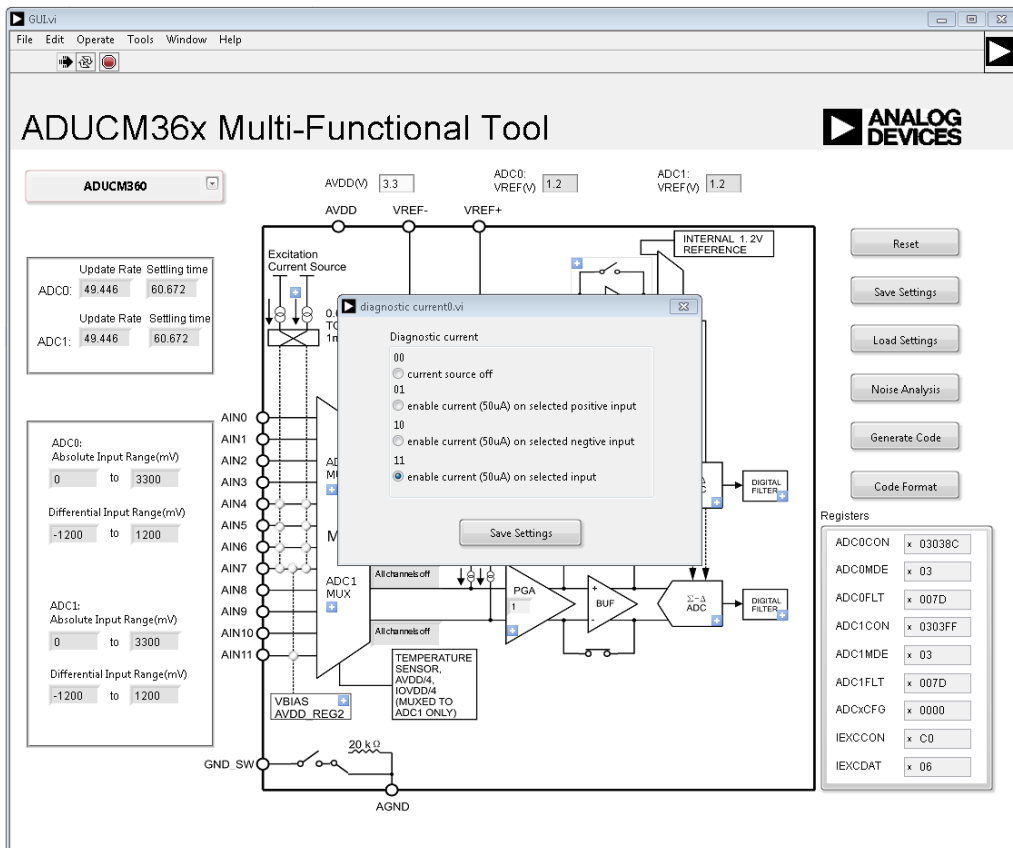 GUI.vi
File Edit Operate Tools Window Help
ADUCM36x Multi-Functional Tool
ANALOG
DEVICES
ADUCM360
AVDD(V) 3.3
ADC0:
VREF(V) 1.2
ADC1:
VREF(V) 1.2
AVDD VREF- VREF+
Update Rate Settling time
ADC0: 49.446 60.672
Update Rate Settling time
ADC1: 49.446 60.672
Excitation
Current Source
INTERNAL 1. 2V
REFERENCE
diagnostic current0.vi
Diagnostic current
00
current source off
01
enable current (50uA) on selected positive input
10
enable current (50uA) on selected negtive input
11
enable current (50uA) on selected input
Save Settings
ADC0:
Absolute Input Range(mV)
0 to 3300
Differential Input Range(mV)
-1200 to 1200
ADC1:
Absolute Input Range(mV)
0 to 3300
Differential Input Range(mV)
-1200 to 1200
AIN0
AIN1
AIN2
AIN3
AIN4
AIN5
AIN6
AIN7
AIN8
AIN9
AIN10
AIN11
ADC1
MUX
All channels off
All channels off
PGA
1
BUF
+
-
Σ-Δ
ADC
DIGITAL
FILTER
DIGITAL
FILTER
TEMPERATURE
SENSOR,
AVDD/4,
IOVDD/4
(MUXED TO
ADC1 ONLY)
VBIAS
AVDD_REG2
20 kΩ
GND_SW
AGND
Reset
Save Settings
Load Settings
Noise Analysis
Generate Code
Code Format
Registers
ADC0CON x 03038C
ADC0MDE x 03
ADC0FLT x 007D
ADC1CON x 0303FF
ADC1MDE x 03
ADC1FLT x 007D
ADCxCFG x 0000
IEXCCON x C0
IEXCDAT x 06